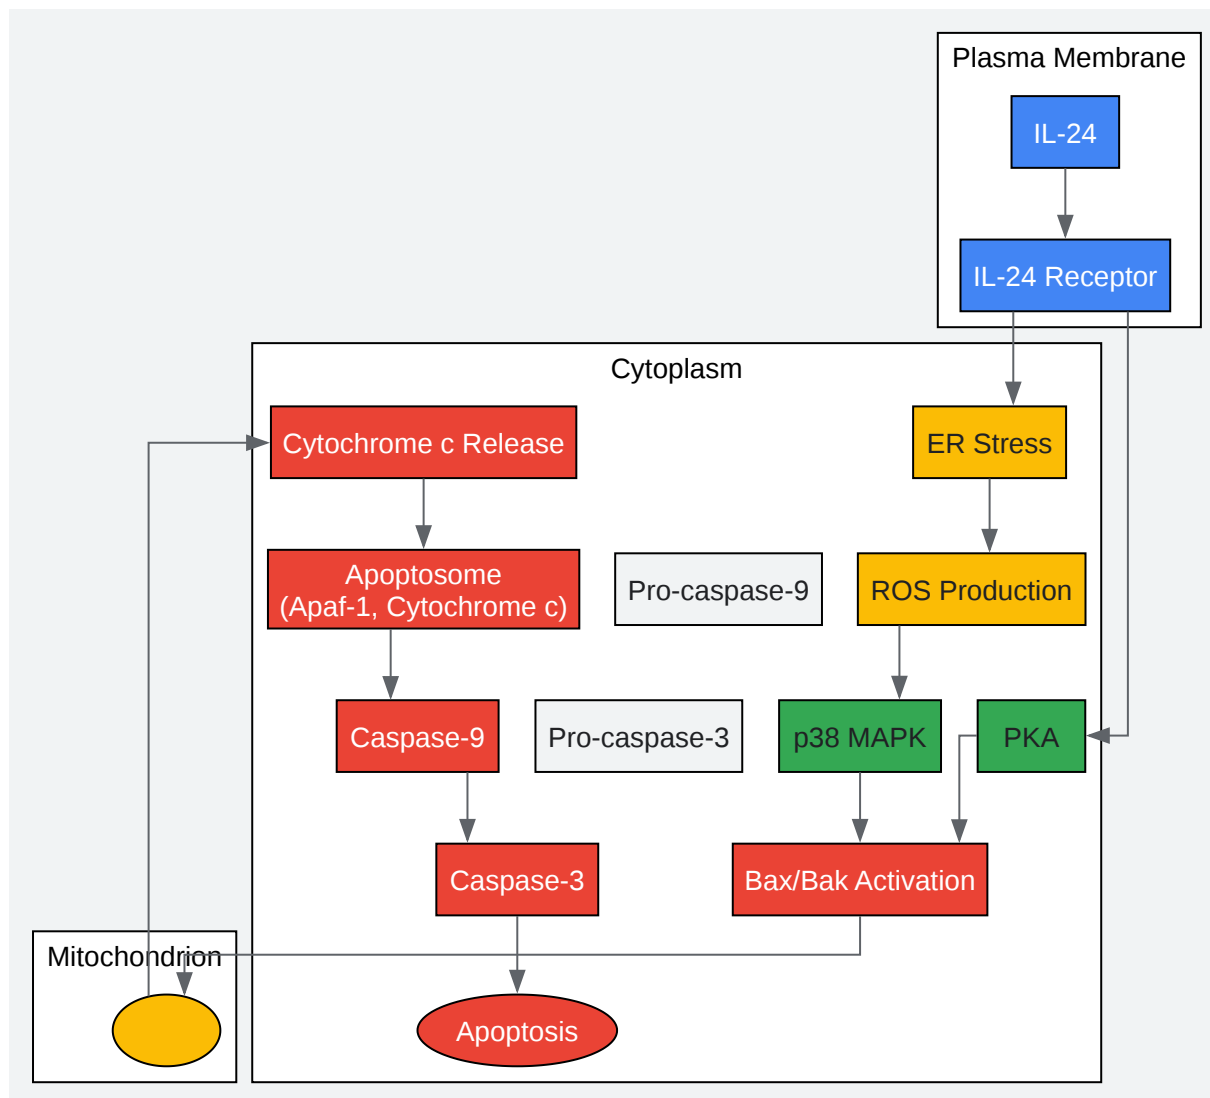 Plasma Membrane
IL-24
IL-24 Receptor
Cytoplasm
Cytochrome c Release
ER Stress
Apoptosome
(Apaf-1, Cytochrome c)
Pro-caspase-9
ROS Production
Caspase-9
Pro-caspase-3
p38 MAPK
PKA
Caspase-3
Bax/Bak Activation
Mitochondrion
Apoptosis